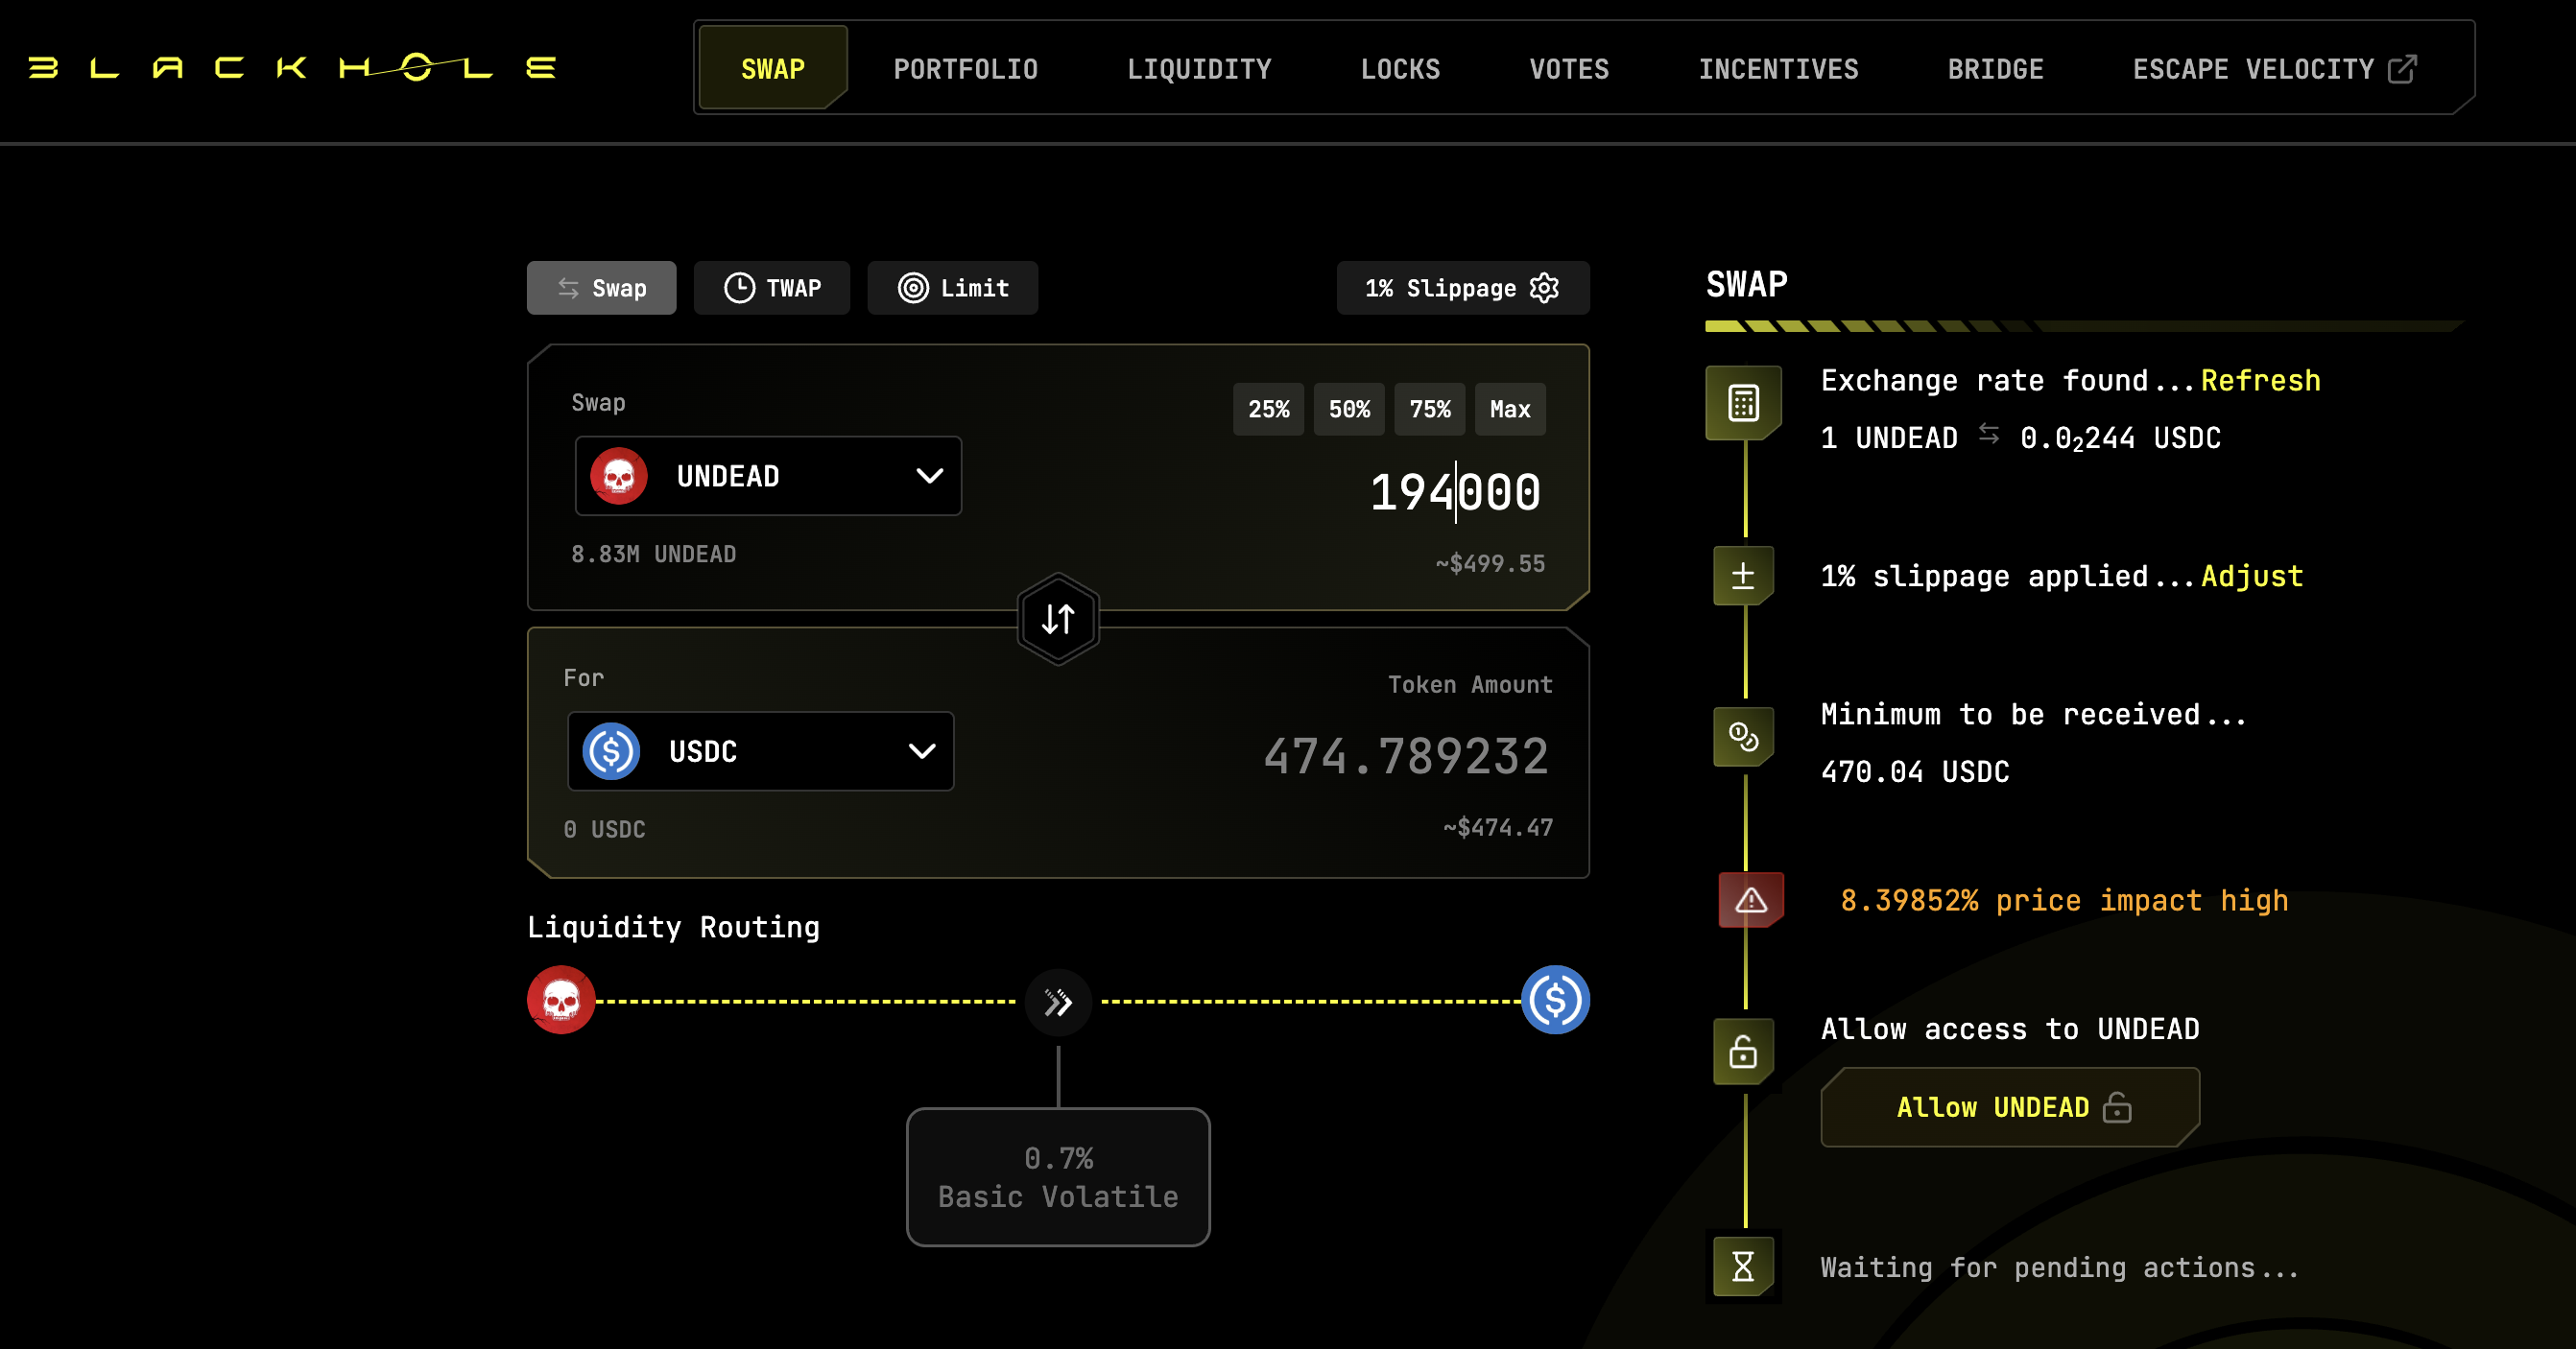 BLACKHOLE
SWAP PORTFOLIO LIQUIDITY LOCKS VOTES INCENTIVES BRIDGE ESCAPE VELOCITY
Swap TWAP Limit 1% Slippage
Swap 25% 50% 75% Max
UNDEAD 194000
8.83M UNDEAD ~$499.55
For Token Amount
USDC 474.789232
0 USDC ~$474.47
Liquidity Routing
0.7%
Basic Volatile
SWAP
Exchange rate found...Refresh
1 UNDEAD ⇆ 0.0₂244 USDC
1% slippage applied...Adjust
Minimum to be received...
470.04 USDC
8.39852% price impact high
Allow access to UNDEAD
Allow UNDEAD
Waiting for pending actions...